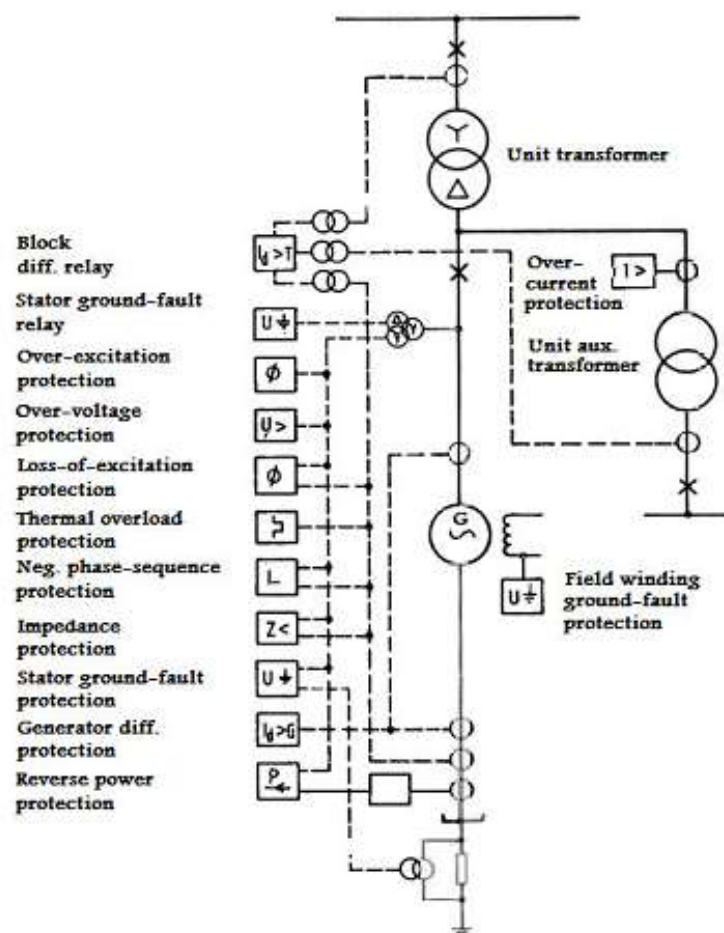 Unit transformer
Block
diff. relay
I_d>T
Over-
current
protection
I >
Stator ground-fault
relay
U
Unit aux.
transformer
Over-excitation
protection
ϕ
Over-voltage
protection
U>
Loss-of-excitation
protection
ϕ
Thermal overload
protection
G
Neg. phase-sequence
protection
Field winding
ground-fault
protection
U
Impedance
protection
Z<
Stator ground-fault
protection
U
Generator diff.
protection
I_d>G
Reverse power
protection
P